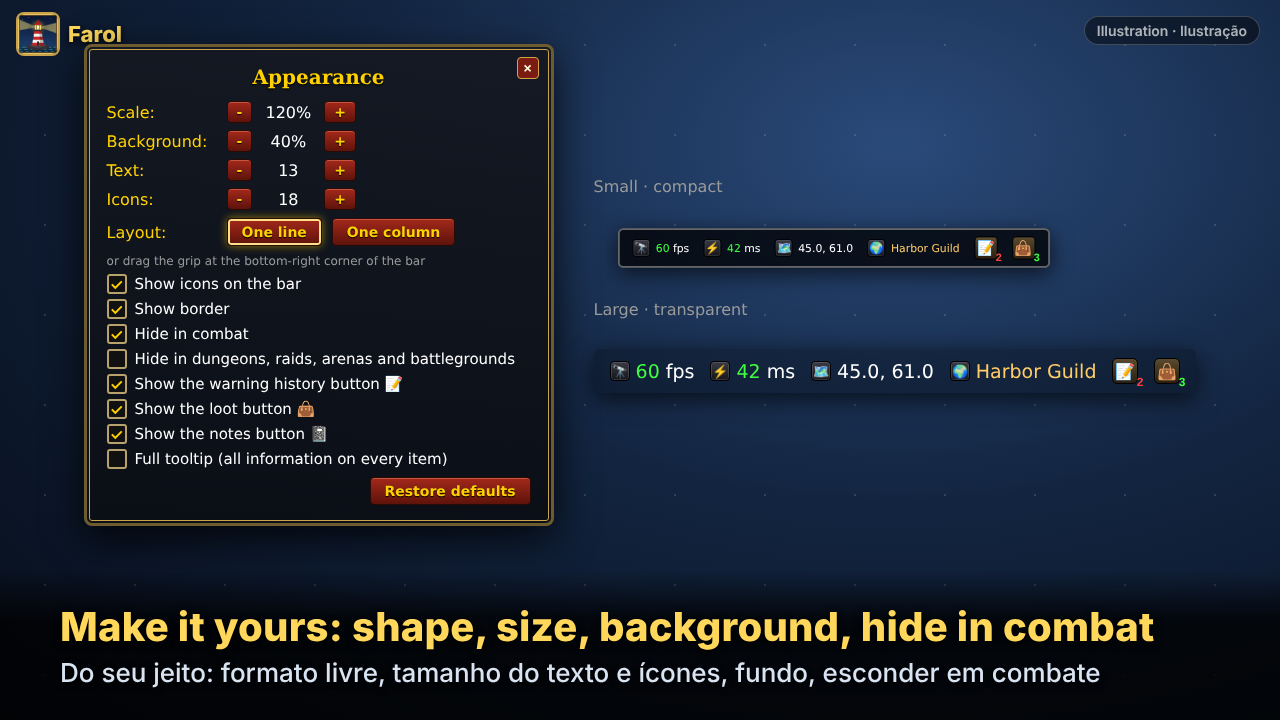 Farol
Illustration · Ilustração
Appearance
×
Scale: - 120% +
Background: - 40% +
Text: - 13 +
Icons: - 18 +
Layout: One line One column
or drag the grip at the bottom-right corner of the bar
Show icons on the bar
Show border
Hide in combat
Hide in dungeons, raids, arenas and battlegrounds
Show the warning history button
Show the loot button
Show the notes button
Full tooltip (all information on every item)
Restore defaults
Small · compact
60 fps 42 ms 45.0, 61.0 Harbor Guild 2 3
Large · transparent
60 fps 42 ms 45.0, 61.0 Harbor Guild 2 3
Make it yours: shape, size, background, hide in combat
Do seu jeito: formato livre, tamanho do texto e ícones, fundo, esconder em combate